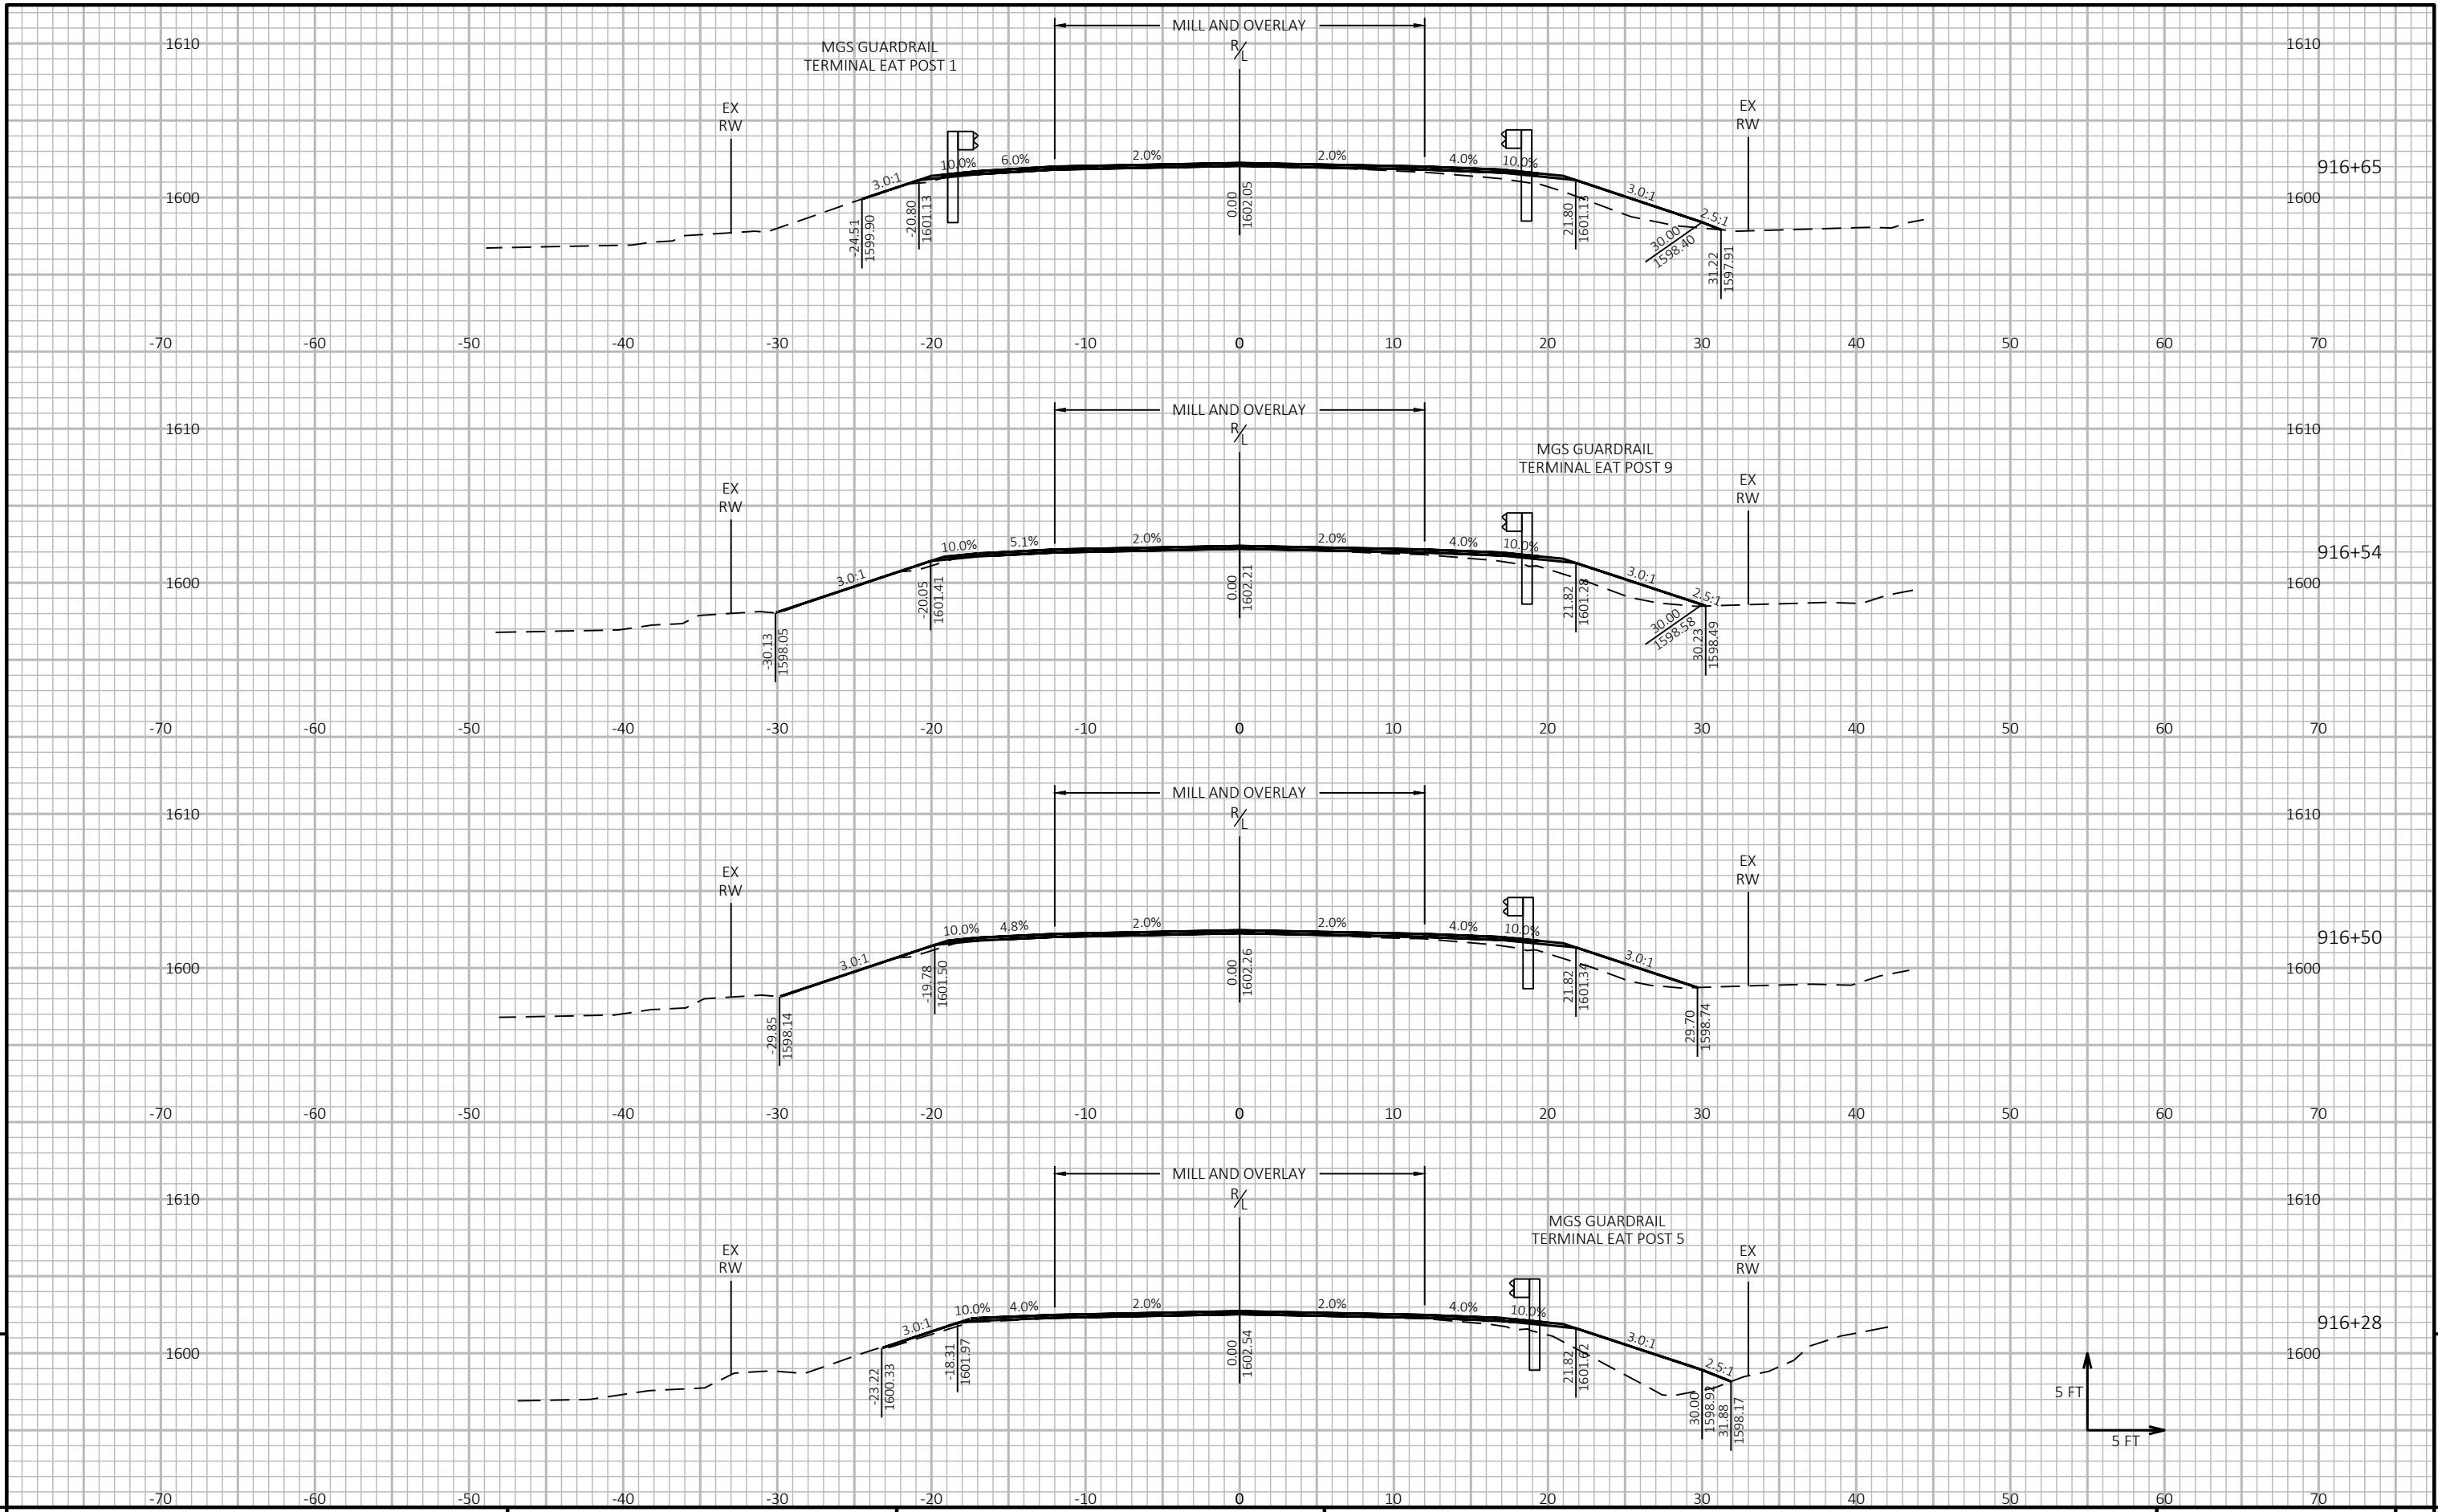 MILL AND OVERLAY
R/L
MGS GUARDRAIL
TERMINAL EAT POST 1
1610
1610
EX
RW
EX
RW
10.0%
6.0%
2.0%
2.0%
4.0%
10.0%
916+65
3.0:1
3.0:1
2.5:1
1600
1600
-24.51
1599.90
-20.80
1601.13
0.00
1602.05
21.80
1601.13
30.00
1598.40
31.22
1597.91
-70 -60 -50 -40 -30 -20 -10 0 10 20 30 40 50 60 70
MILL AND OVERLAY
R/L
1610
1610
MGS GUARDRAIL
TERMINAL EAT POST 9
EX
RW
EX
RW
10.0%
5.1%
2.0%
2.0%
4.0%
10.0%
916+54
3.0:1
3.0:1
2.5:1
1600
1600
-30.13
1598.05
-20.05
1601.41
0.00
1602.21
21.82
1601.28
30.00
1598.58
30.23
1598.49
-70 -60 -50 -40 -30 -20 -10 0 10 20 30 40 50 60 70
MILL AND OVERLAY
R/L
1610
1610
EX
RW
EX
RW
10.0%
4.8%
2.0%
2.0%
4.0%
10.0%
916+50
3.0:1
3.0:1
1600
1600
-29.85
1598.14
-19.78
1601.50
0.00
1602.26
21.82
1601.34
29.70
1598.74
-70 -60 -50 -40 -30 -20 -10 0 10 20 30 40 50 60 70
MILL AND OVERLAY
R/L
1610
1610
MGS GUARDRAIL
TERMINAL EAT POST 5
EX
RW
EX
RW
10.0%
4.0%
2.0%
2.0%
4.0%
10.0%
916+28
3.0:1
3.0:1
2.5:1
1600
1600
-23.22
1600.33
-18.31
1601.97
0.00
1602.54
21.82
1601.62
30.00
1598.92
31.88
1598.17
5 FT
5 FT
-70 -60 -50 -40 -30 -20 -10 0 10 20 30 40 50 60 70